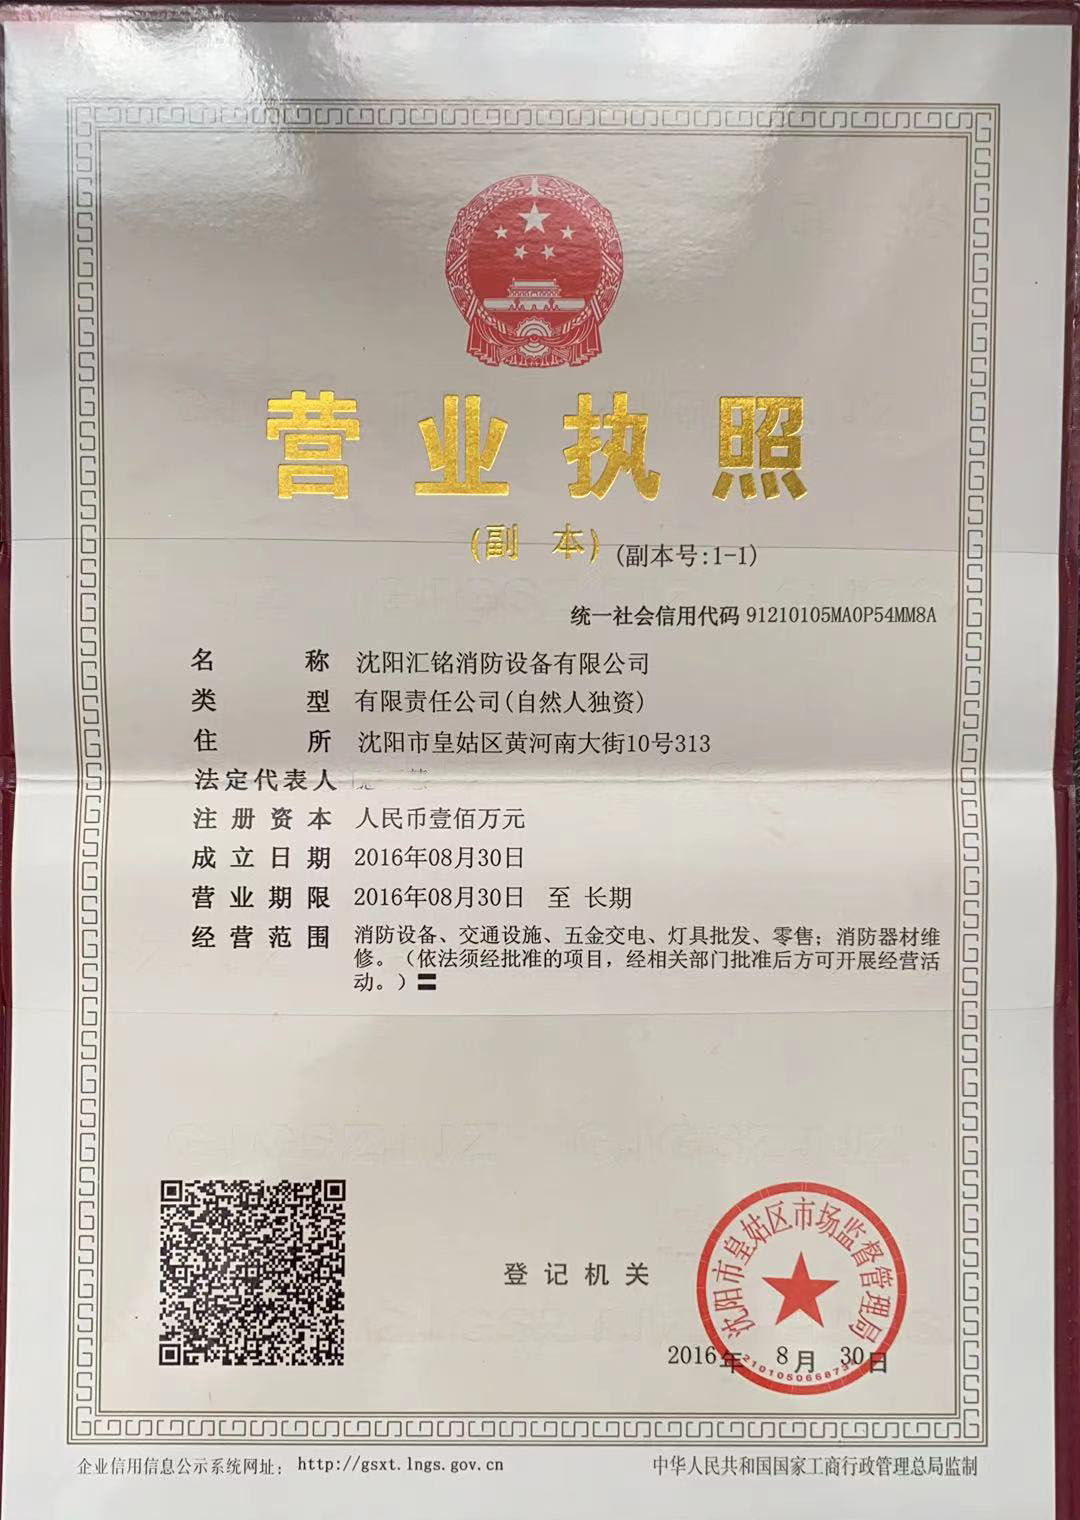 营业执照
(副 本) (副本号:1-1)
统一社会信用代码 91210105MA0P54MM8A
名 称 沈阳汇铭消防设备有限公司
类 型 有限责任公司(自然人独资)
住 所 沈阳市皇姑区黄河南大街10号313
法定代表人
注 册 资 本 人民币壹佰万元
成 立 日 期 2016年08月30日
营 业 期 限 2016年08月30日 至 长期
经 营 范 围 消防设备、交通设施、五金交电、灯具批发、零售；消防器材维
修。（依法须经批准的项目，经相关部门批准后方可开展经营活
动。）
沈阳市皇姑区市场监督管理局
登 记 机 关
2016年 8月 30日
企业信用信息公示系统网址： http://gsxt.lngs.gov.cn
中华人民共和国国家工商行政管理总局监制